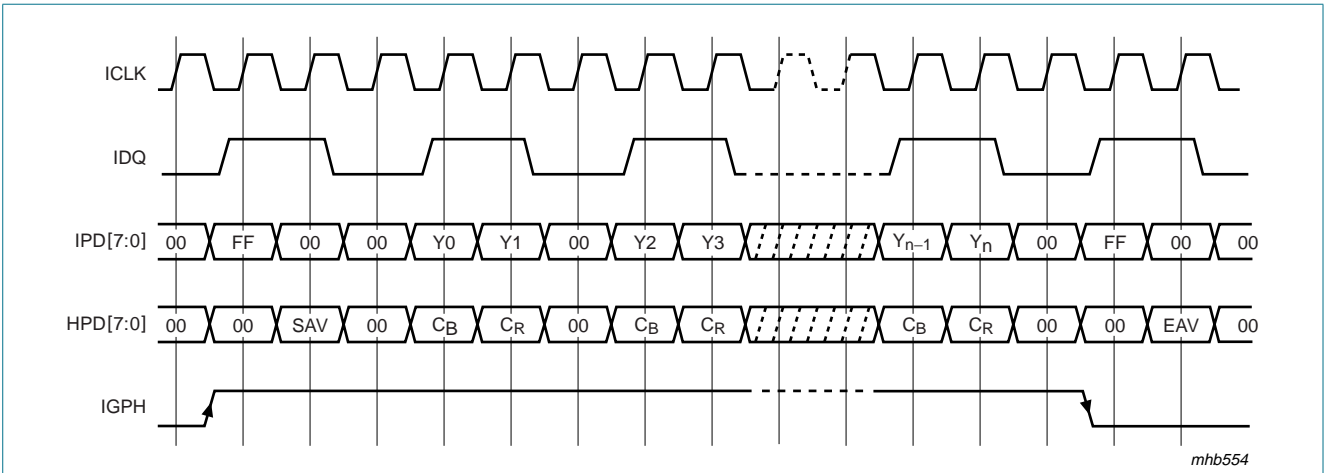 ICLK
IDQ
IPD[7:0] 00 FF 00 00 Y0 Y1 00 Y2 Y3 Yn–1 Yn 00 FF 00 00
HPD[7:0] 00 00 SAV 00 CB CR 00 CB CR CB CR 00 00 EAV 00
IGPH
mhb554